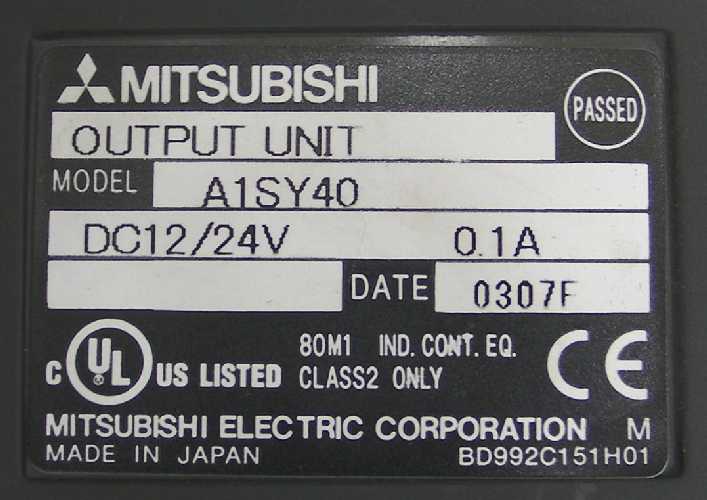 MITSUBISHI
PASSED
OUTPUT UNIT
MODEL A1SY40
DC12/24V 0.1A
DATE 0307F
C UL ® US LISTED 80M1 IND. CONT. EQ.
CLASS2 ONLY
CE
MITSUBISHI ELECTRIC CORPORATION M
MADE IN JAPAN BD992C151H01